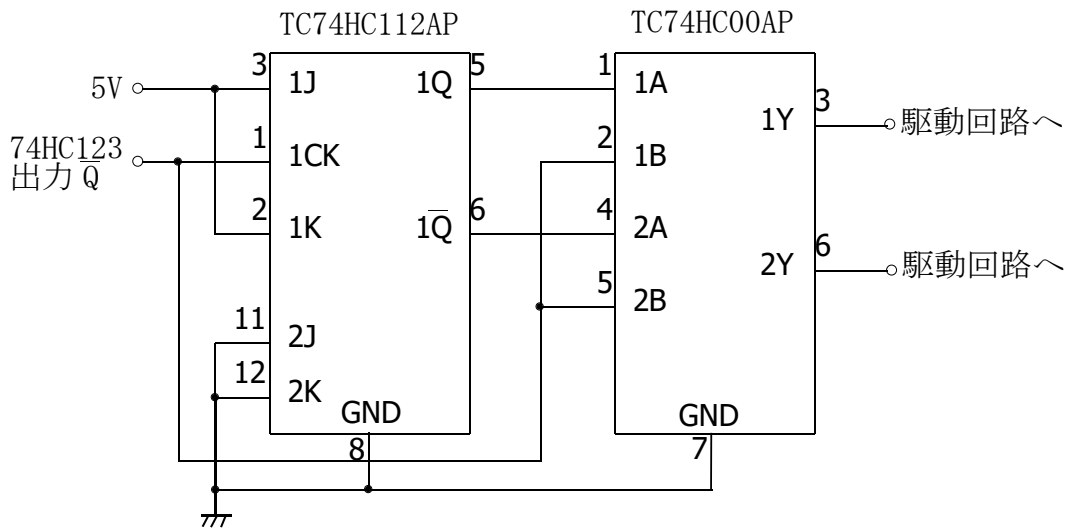 TC74HC112AP
TC74HC00AP
5V
74HC123
出力 Q̅
3
1J
1
1CK
2
1K
11
2J
12
2K
1Q
5
1Q̅
6
GND
8
1
1A
2
1B
4
2A
5
2B
1Y
3
駆動回路へ
2Y
6
駆動回路へ
GND
7